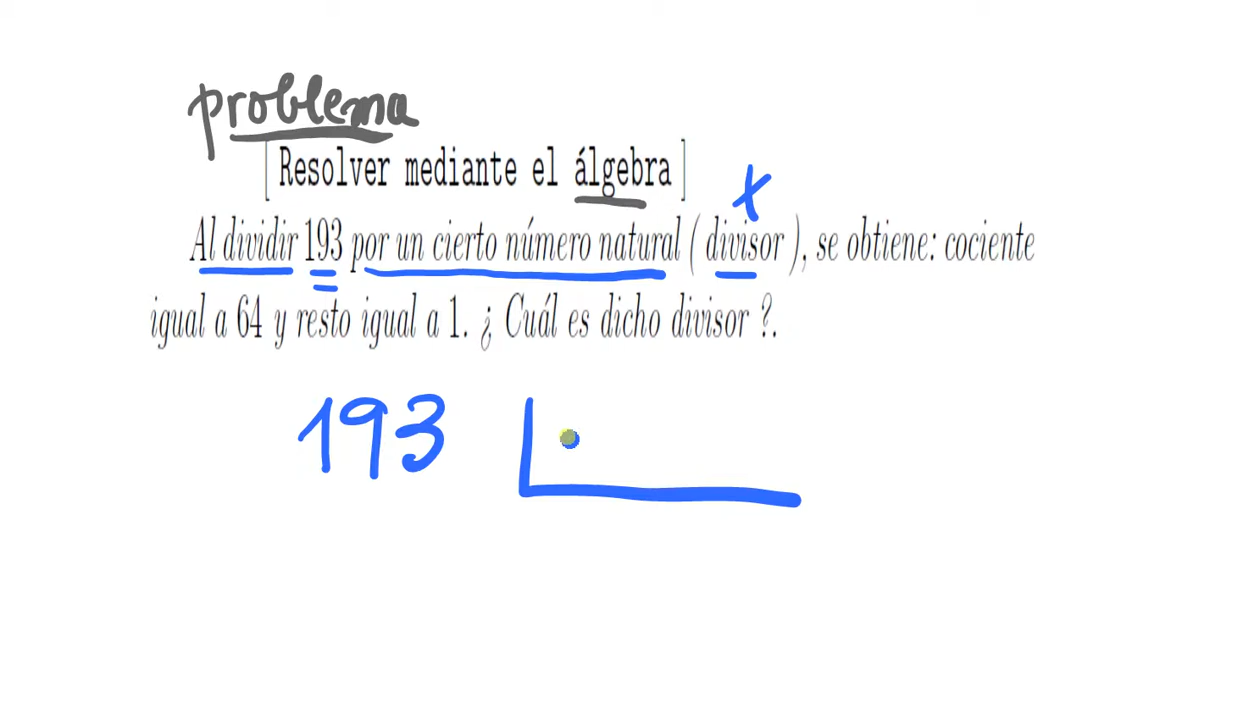 problema
[ Resolver mediante el álgebra ]
x
Al dividir 193 por un cierto número natural ( divisor ), se obtiene: cociente
igual a 64 y resto igual a 1. ¿ Cuál es dicho divisor ?.
193